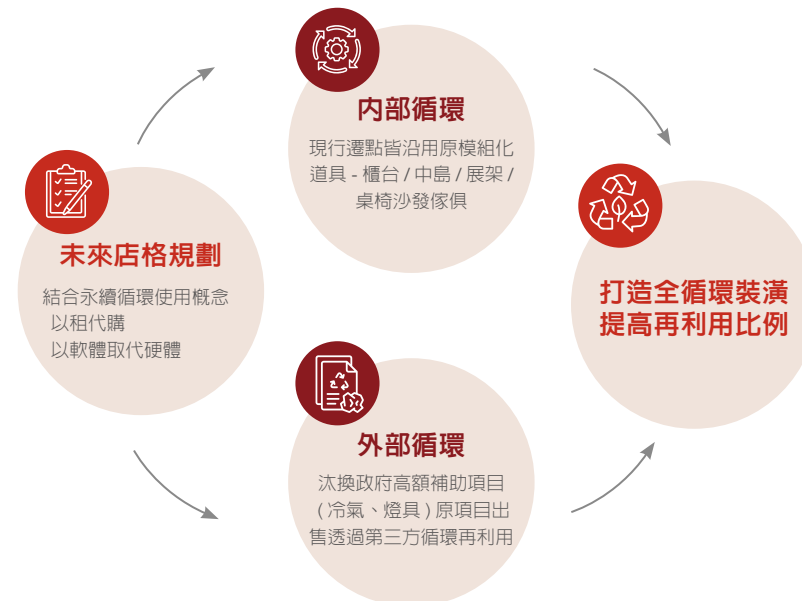 未來店格規劃
結合永續循環使用概念
以租代購
以軟體取代硬體
內部循環
現行遷點皆沿用原模組化
道具 - 櫃台 / 中島 / 展架 /
桌椅沙發傢俱
外部循環
汰換政府高額補助項目
( 冷氣、燈具 ) 原項目出
售透過第三方循環再利用
打造全循環裝潢
提高再利用比例